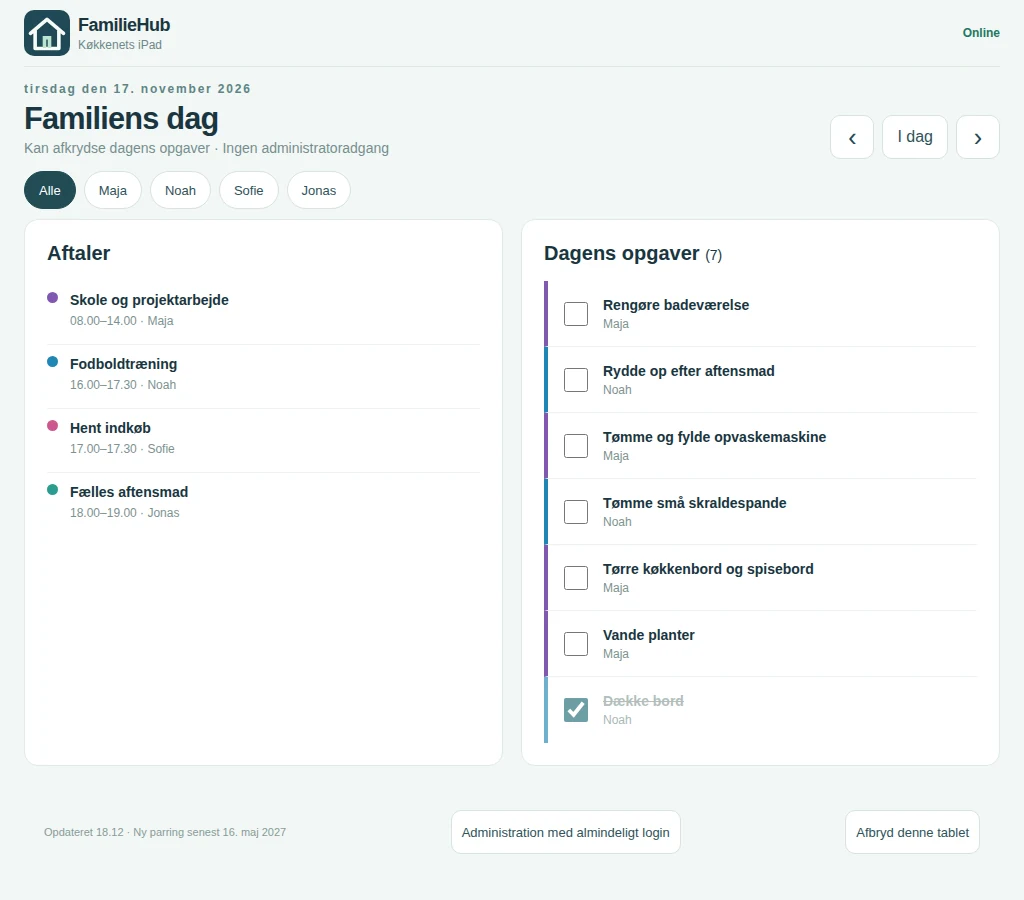 FamilieHub
Køkkenets iPad
Online
tirsdag den 17. november 2026
Familiens dag
Kan afkrydse dagens opgaver · Ingen administratoradgang
‹ I dag ›
Alle Maja Noah Sofie Jonas
Aftaler
Skole og projektarbejde
08.00–14.00 · Maja
Fodboldtræning
16.00–17.30 · Noah
Hent indkøb
17.00–17.30 · Sofie
Fælles aftensmad
18.00–19.00 · Jonas
Dagens opgaver (7)
Rengøre badeværelse
Maja
Rydde op efter aftensmad
Noah
Tømme og fylde opvaskemaskine
Maja
Tømme små skraldespande
Noah
Tørre køkkenbord og spisebord
Maja
Vande planter
Maja
Dække bord
Noah
Opdateret 18.12 · Ny parring senest 16. maj 2027
Administration med almindeligt login
Afbryd denne tablet